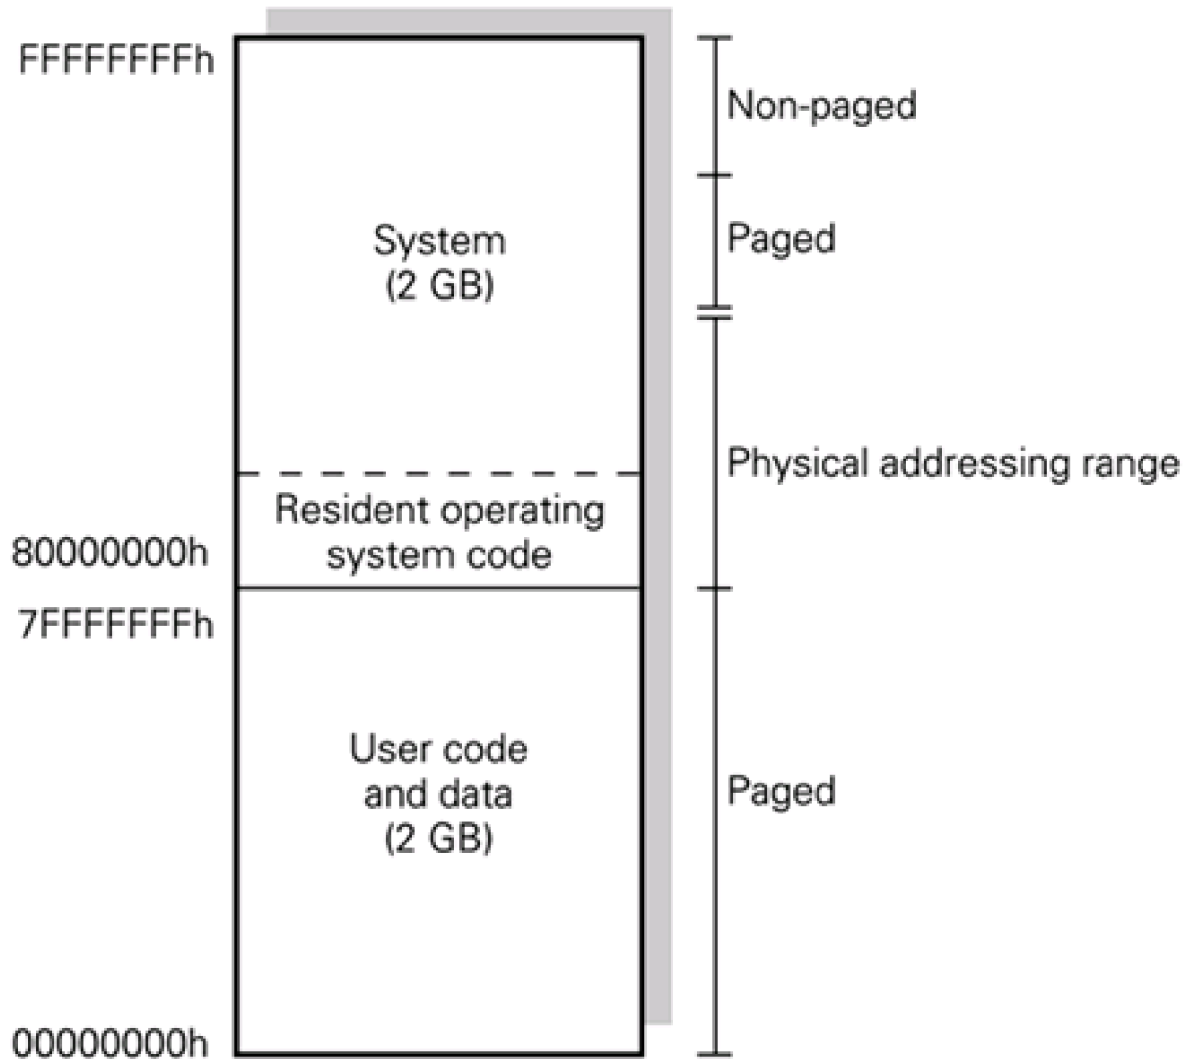 FFFFFFFFh
Non-paged
System
(2 GB)
Paged
Physical addressing range
Resident operating
system code
80000000h
7FFFFFFFh
User code
and data
(2 GB)
Paged
00000000h